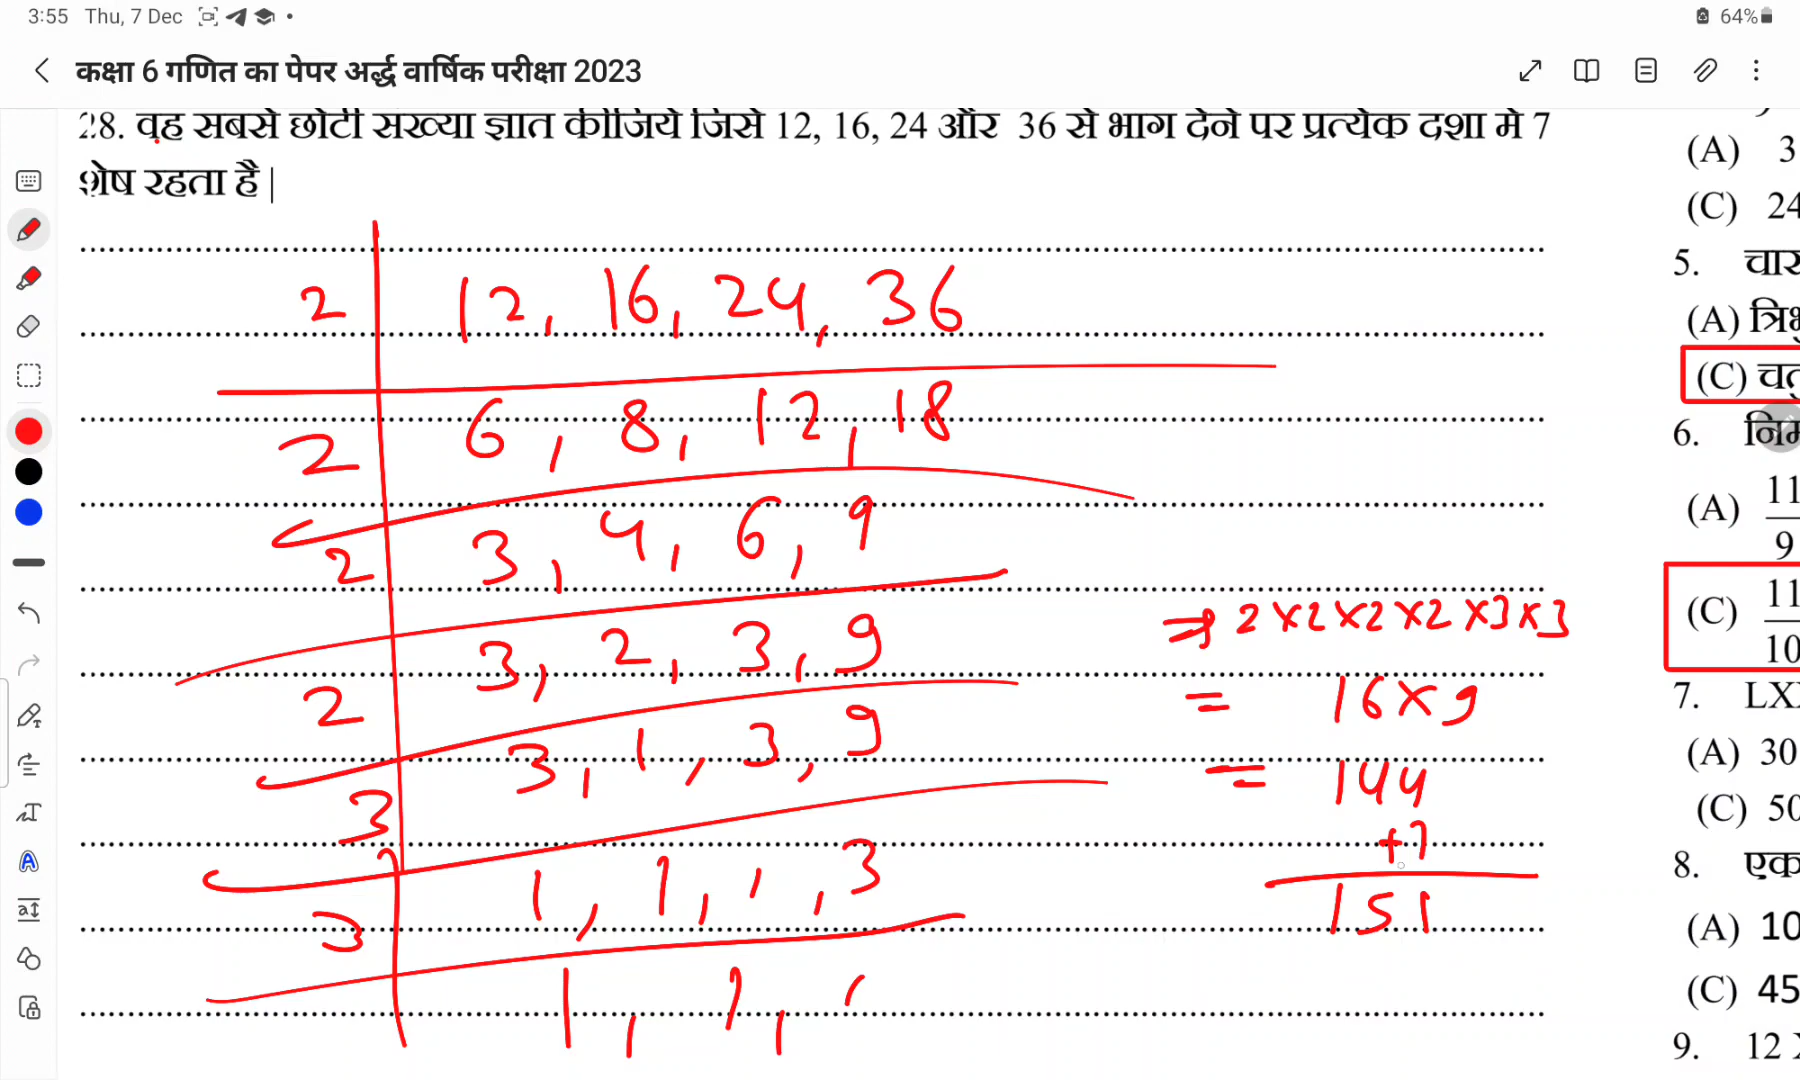 3:55 Thu, 7 Dec
64%
कक्षा 6 गणित का पेपर अर्द्ध वार्षिक परीक्षा 2023
28. वह सबसे छोटी संख्या ज्ञात कीजिये जिसे 12, 16, 24 और 36 से भाग देने पर प्रत्येक दशा मे 7
शेष रहता है |
2 12, 16, 24, 36
2 6, 8, 12, 18
2 3, 4, 6, 9
2 3, 2, 3, 9
3 3, 1, 3, 9
3 1, 1, 1, 3
1, 1,
⇒ 2×2×2×2×3×3
= 16×9
= 144
+7
151
(A) 3
(C) 24
5. चार
(A) त्रिभु
(C) चतु
6. निम
(A) 11
9
(C) 11
10
7. LX
(A) 30
(C) 50
8. एक
(A) 10
(C) 45
9. 12